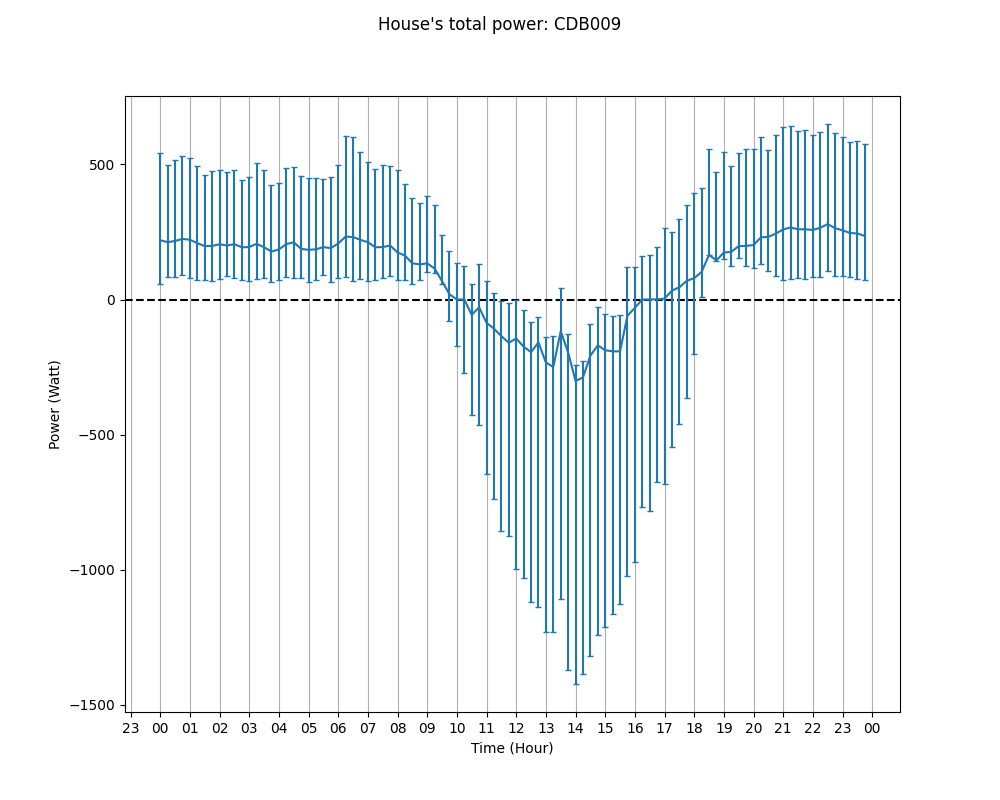 House's total power: CDB009
500
0
−500
−1000
−1500
Power (Watt)
23 00 01 02 03 04 05 06 07 08 09 10 11 12 13 14 15 16 17 18 19 20 21 22 23 00
Time (Hour)